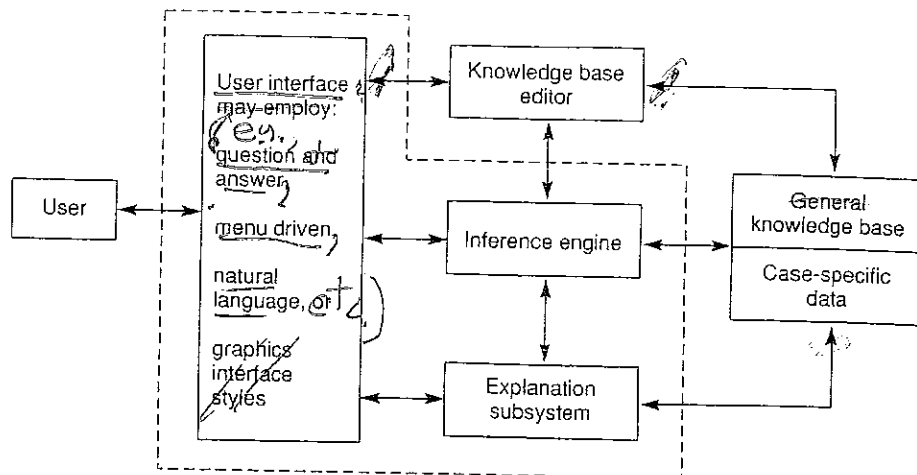 User
User interface
may employ:
(e.g.,
question and
answer,
menu driven,
natural
language, or etc)
graphics
interface
styles
Knowledge base
editor
Inference engine
Explanation
subsystem
General
knowledge base
Case-specific
data